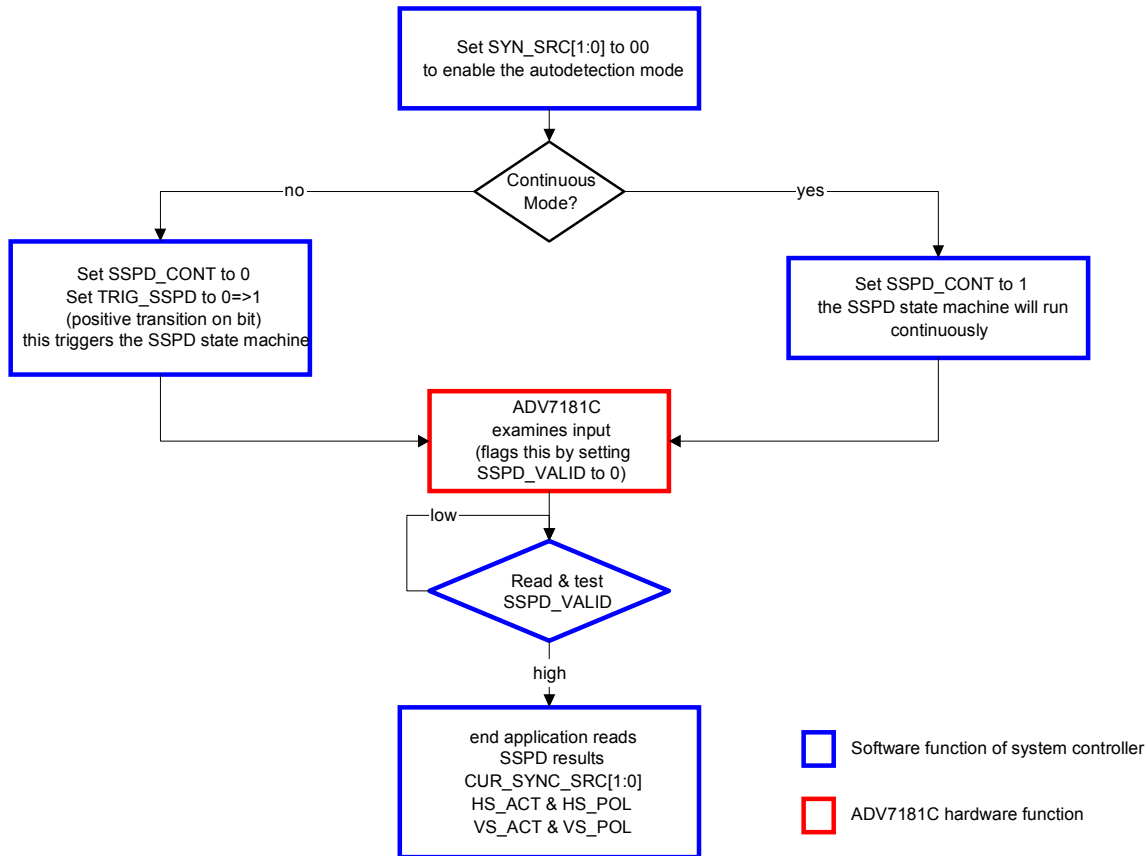 Set SYN_SRC[1:0] to 00
to enable the autodetection mode
Continuous
Mode?
no
yes
Set SSPD_CONT to 0
Set TRIG_SSPD to 0=>1
(positive transition on bit)
this triggers the SSPD state machine
Set SSPD_CONT to 1
the SSPD state machine will run
continuously
ADV7181C
examines input
(flags this by setting
SSPD_VALID to 0)
low
Read & test
SSPD_VALID
high
end application reads
SSPD results
CUR_SYNC_SRC[1:0]
HS_ACT & HS_POL
VS_ACT & VS_POL
Software function of system controller
ADV7181C hardware function